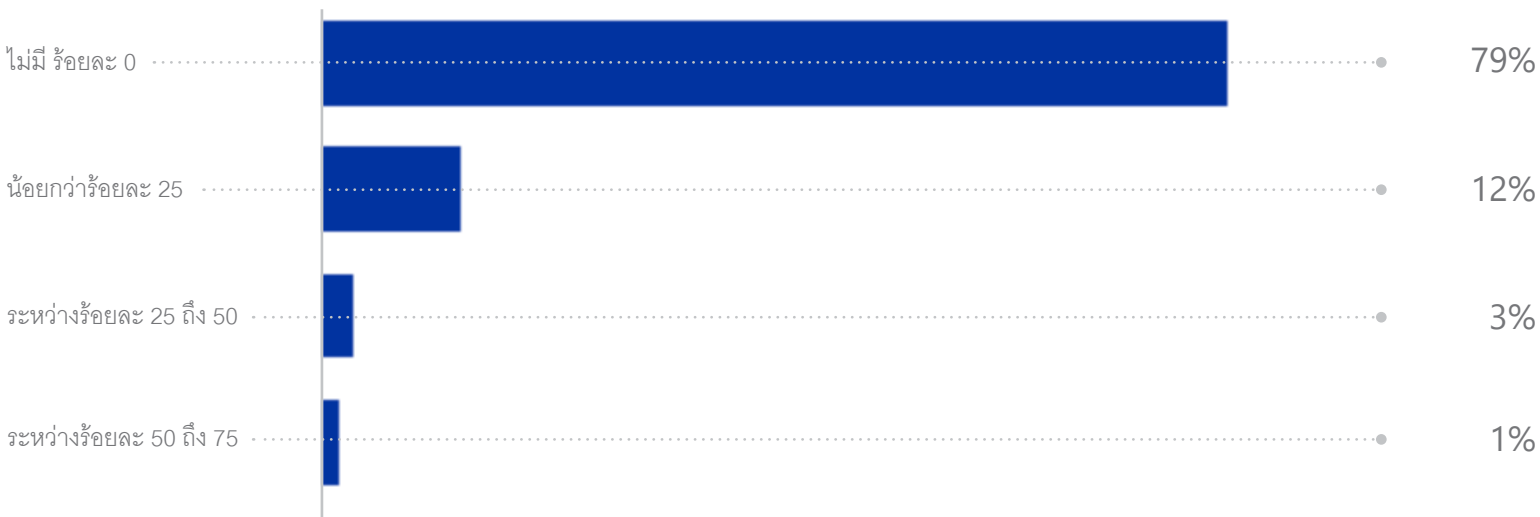 ไม่มี ร้อยละ 0 79%
น้อยกว่าร้อยละ 25 12%
ระหว่างร้อยละ 25 ถึง 50 3%
ระหว่างร้อยละ 50 ถึง 75 1%